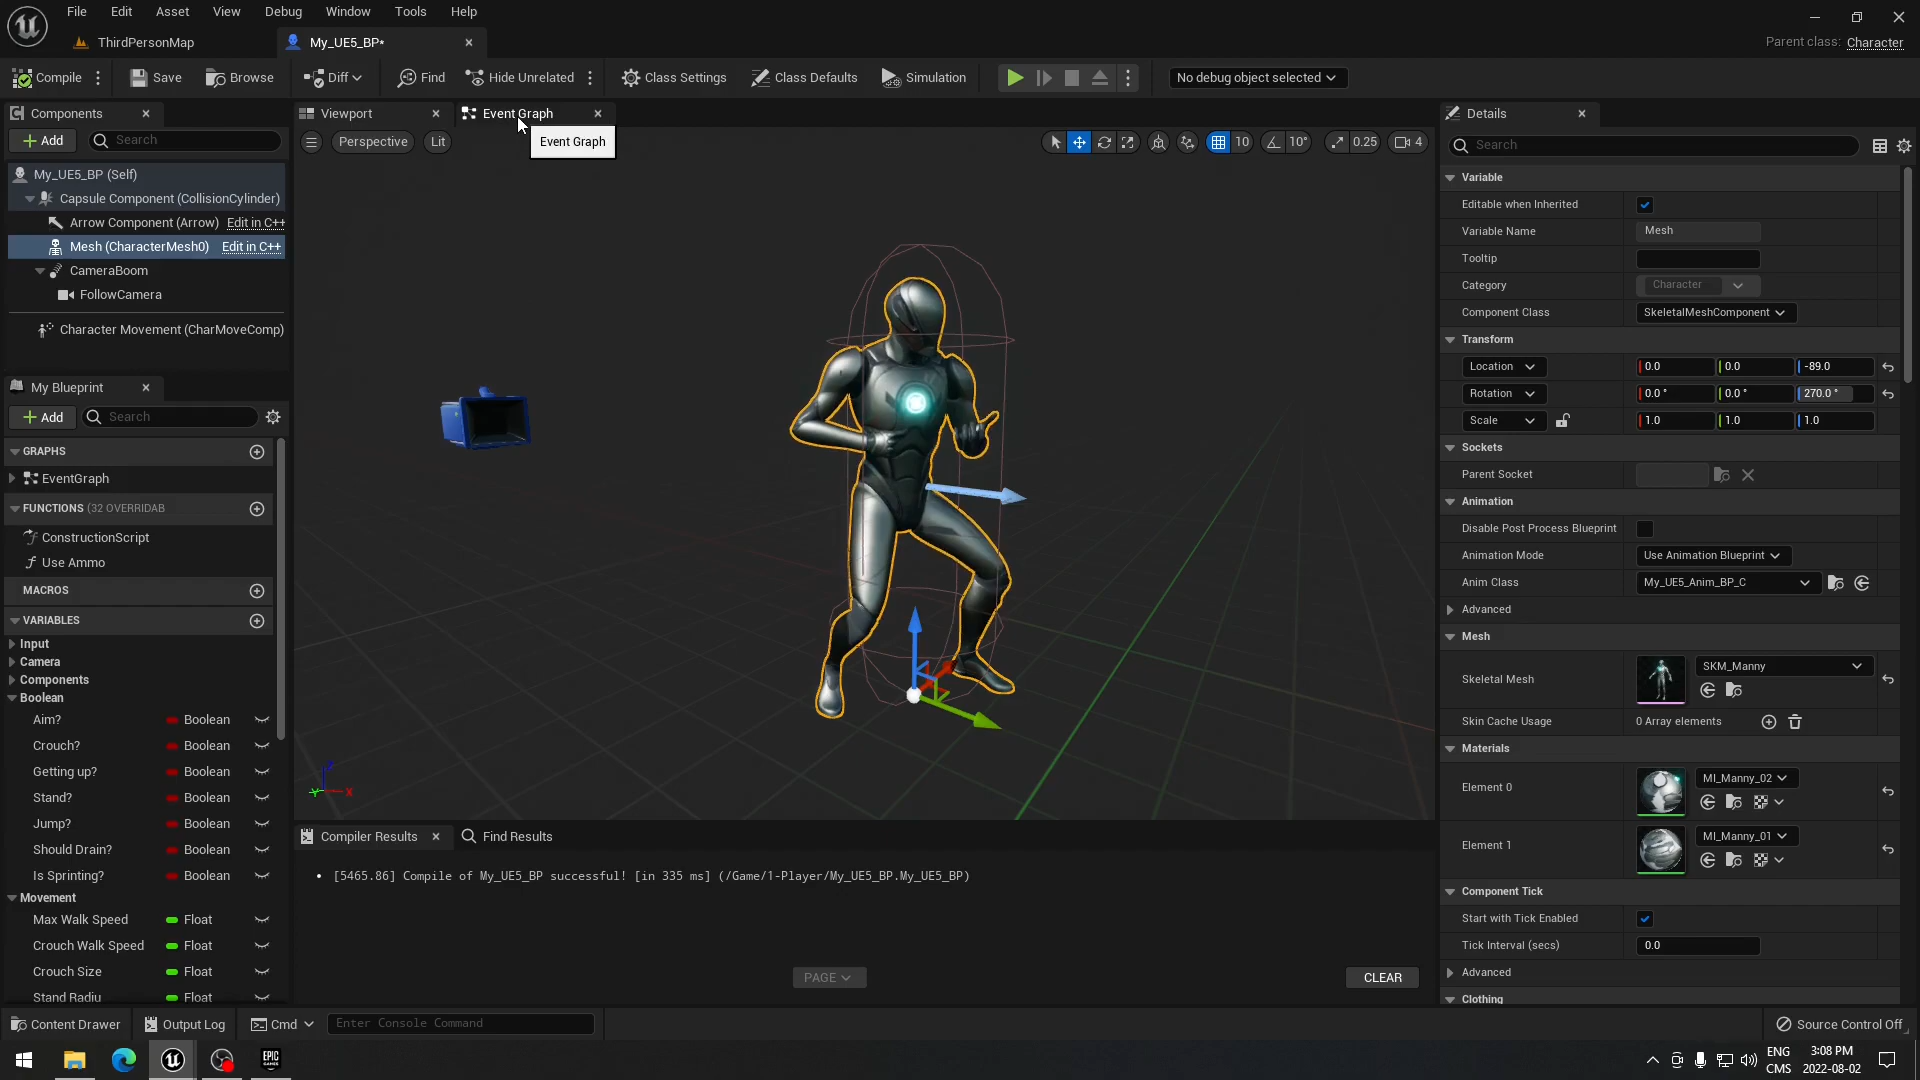 File Edit Asset View Debug Window Tools Help
ThirdPersonMap
My_UE5_BP*
Parent class: Character
Compile
Save
Browse
Diff
Find
Hide Unrelated
Class Settings
Class Defaults
Simulation
No debug object selected
Components
Add
Search
My_UE5_BP (Self)
Capsule Component (CollisionCylinder)
Arrow Component (Arrow) Edit in C++
Mesh (CharacterMesh0) Edit in C++
CameraBoom
FollowCamera
Character Movement (CharMoveComp)
My Blueprint
Add
Search
GRAPHS
EventGraph
FUNCTIONS (32 OVERRIDAB
ConstructionScript
Use Ammo
MACROS
VARIABLES
Input
Camera
Components
Boolean
Aim? Boolean
Crouch? Boolean
Getting up? Boolean
Stand? Boolean
Jump? Boolean
Should Drain? Boolean
Is Sprinting? Boolean
Movement
Max Walk Speed Float
Crouch Walk Speed Float
Crouch Size Float
Stand Radiu Float
Viewport
Event Graph
Event Graph
Perspective
Lit
10
10°
0.25
4
X
Compiler Results
Find Results
• [5465.86] Compile of My_UE5_BP successful! [in 335 ms] (/Game/1-Player/My_UE5_BP.My_UE5_BP)
PAGE
CLEAR
Details
Search
Variable
Editable when Inherited
Variable Name Mesh
Tooltip
Category Character
Component Class SkeletalMeshComponent
Transform
Location 0.0 0.0 -89.0
Rotation 0.0 ° 0.0 ° 270.0 °
Scale 1.0 1.0 1.0
Sockets
Parent Socket
Animation
Disable Post Process Blueprint
Animation Mode Use Animation Blueprint
Anim Class My_UE5_Anim_BP_C
Advanced
Mesh
Skeletal Mesh SKM_Manny
Skin Cache Usage 0 Array elements
Materials
Element 0 MI_Manny_02
Element 1 MI_Manny_01
Component Tick
Start with Tick Enabled
Tick Interval (secs) 0.0
Advanced
Clothing
Content Drawer
Output Log
Cmd
Enter Console Command
Source Control Off
EPIC
GAMES
ENG
CMS
3:08 PM
2022-08-02